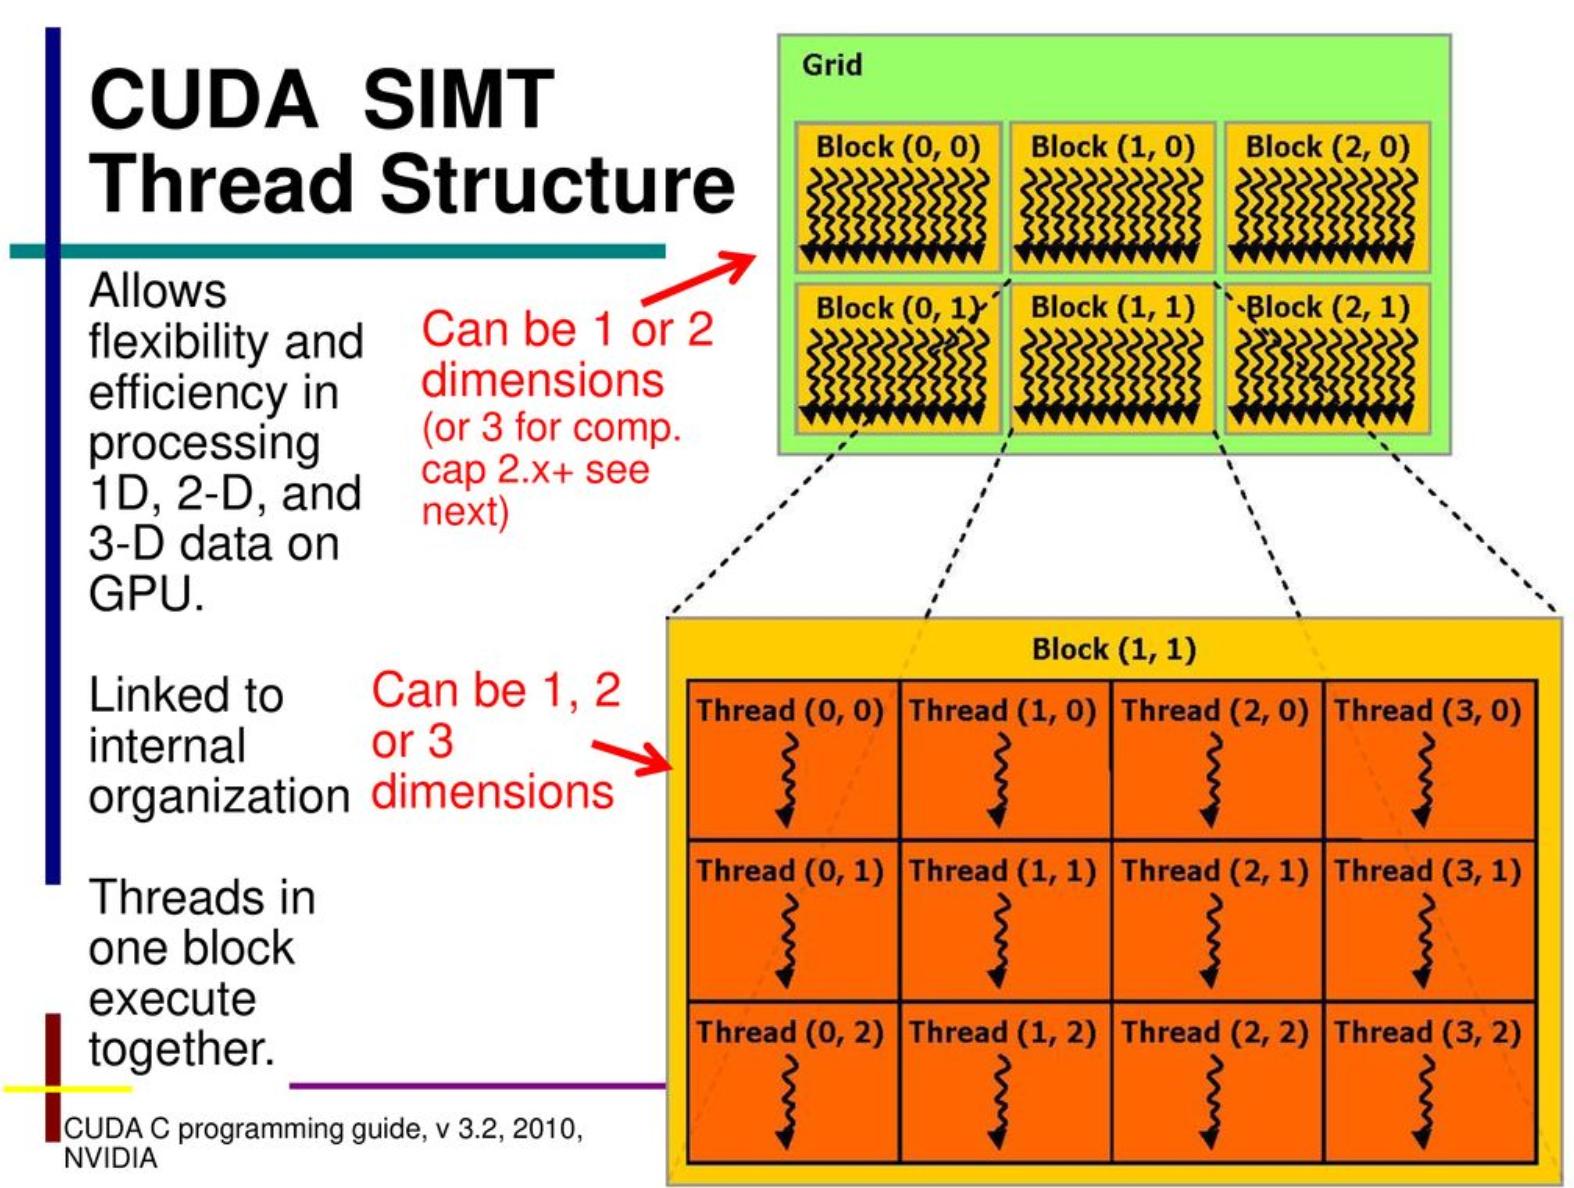 CUDA SIMT
Thread Structure
Allows
flexibility and
efficiency in
processing
1D, 2-D, and
3-D data on
GPU.
Linked to
internal
organization
Threads in
one block
execute
together.
Can be 1 or 2
dimensions
(or 3 for comp.
cap 2.x+ see
next)
Can be 1, 2
or 3
dimensions
Grid
Block (0, 0) Block (1, 0) Block (2, 0)
Block (0, 1) Block (1, 1) Block (2, 1)
Block (1, 1)
Thread (0, 0) Thread (1, 0) Thread (2, 0) Thread (3, 0)
Thread (0, 1) Thread (1, 1) Thread (2, 1) Thread (3, 1)
Thread (0, 2) Thread (1, 2) Thread (2, 2) Thread (3, 2)
CUDA C programming guide, v 3.2, 2010,
NVIDIA